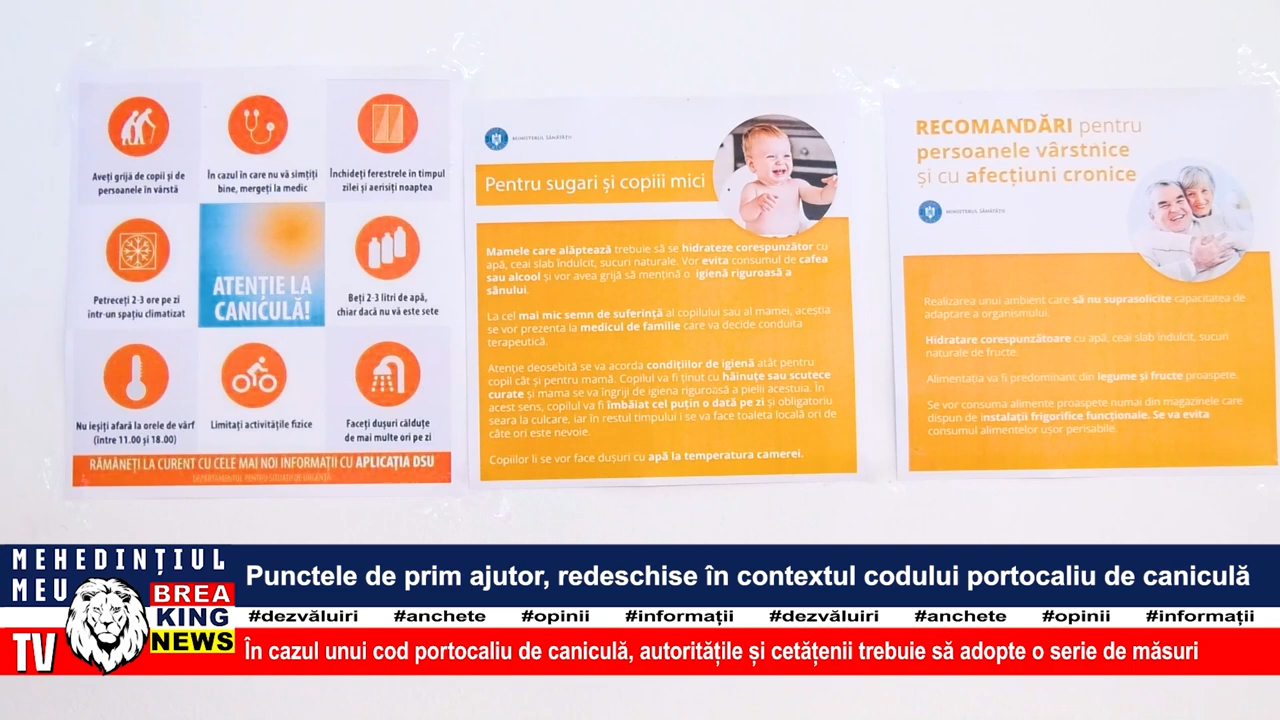 Aveți grijă de copii și de
persoanele în vârstă
În cazul în care nu vă simțiți
bine, mergeți la medic
Închideți ferestrele în timpul
zilei și aerisiți noaptea
Petreceți 2-3 ore pe zi
într-un spațiu climatizat
ATENȚIE LA
CANICULĂ!
Beți 2-3 litri de apă,
chiar dacă nu vă este sete
Nu ieșiți afară la orele de vârf
(între 11.00 și 18.00)
Limitați activitățile fizice
Faceți dușuri căldute
de mai multe ori pe zi
RĂMÂNEȚI LA CURENT CU CELE MAI NOI INFORMAȚII CU APLICAȚIA DSU
DEPARTAMENTUL PENTRU SITUAȚII DE URGENȚĂ
MINISTERUL SĂNĂTĂȚII
Pentru sugari și copiii mici
Mamele care alăptează trebuie să se hidrateze corespunzător cu
apă, ceai slab îndulcit, sucuri naturale. Vor evita consumul de cafea
sau alcool și vor avea grijă să mențină o igienă riguroasă a
sânului.
La cel mai mic semn de suferință al copilului sau al mamei, aceștia
se vor prezenta la medicul de familie care va decide conduita
terapeutică.
Atenție deosebită se va acorda condițiilor de igienă atât pentru
copil cât și pentru mamă. Copilul va fi ținut cu hăinuțe sau scutece
curate și mama se va îngriji de igiena riguroasă a pielii acestuia. În
acest sens, copilul va fi îmbăiat cel puțin o dată pe zi și obligatoriu
seara la culcare, iar în restul timpului i se va face toaleta locală ori de
câte ori este nevoie.
Copiilor li se vor face dușuri cu apă la temperatura camerei.
RECOMANDĂRI pentru
persoanele vârstnice
și cu afecțiuni cronice
MINISTERUL SĂNĂTĂȚII
Realizarea unui ambient care să nu suprasolicite capacitatea de
adaptare a organismului.
Hidratare corespunzătoare cu apă, ceai slab îndulcit, sucuri
naturale de fructe.
Alimentația va fi predominant din legume și fructe proaspete.
Se vor consuma alimente proaspete numai din magazinele care
dispun de instalații frigorifice funcționale. Se va evita
consumul alimentelor ușor perisabile.
MEHEDINȚIUL
MEU
TV
BREA
KING
NEWS
Punctele de prim ajutor, redeschise în contextul codului portocaliu de caniculă
#dezvăluiri #anchete #opinii #informații #dezvăluiri #anchete #opinii #informații
În cazul unui cod portocaliu de caniculă, autoritățile și cetățenii trebuie să adopte o serie de măsuri